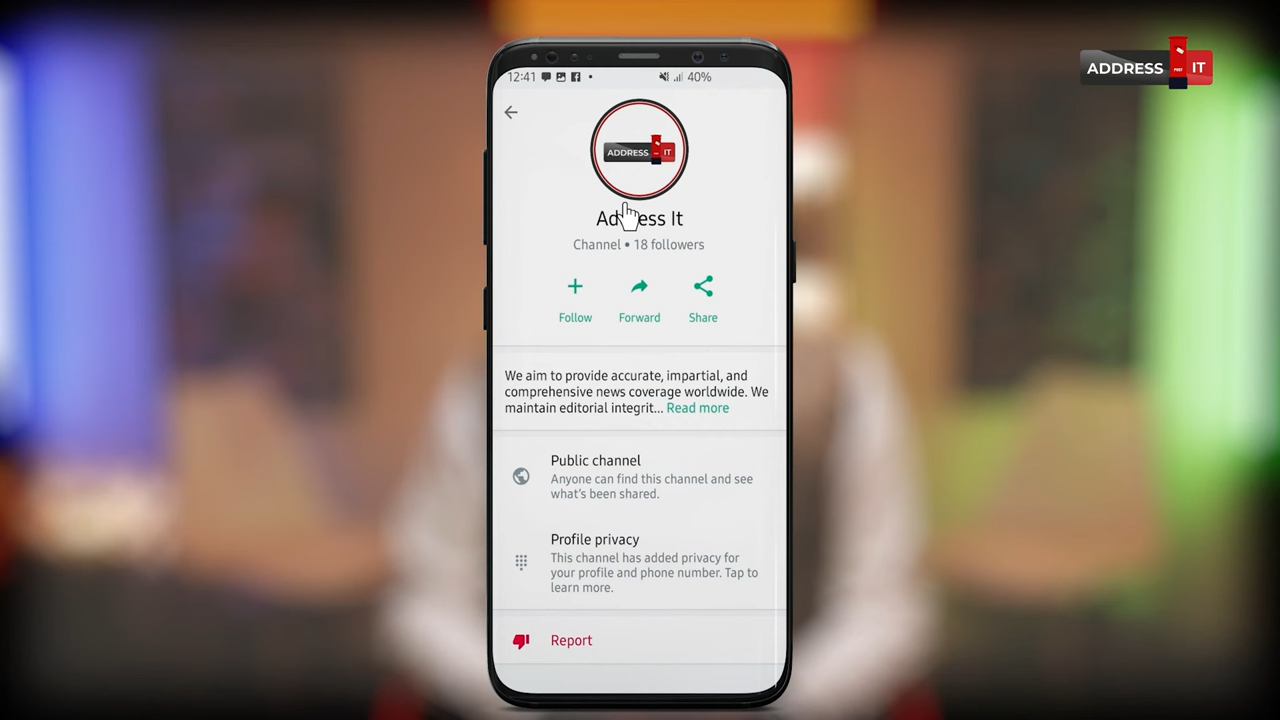 ADDRESS POST IT
12:41 40%
ADDRESS IT
Address It
Channel • 18 followers
Follow Forward Share
We aim to provide accurate, impartial, and
comprehensive news coverage worldwide. We
maintain editorial integrit... Read more
Public channel
Anyone can find this channel and see
what's been shared.
Profile privacy
This channel has added privacy for
your profile and phone number. Tap to
learn more.
Report